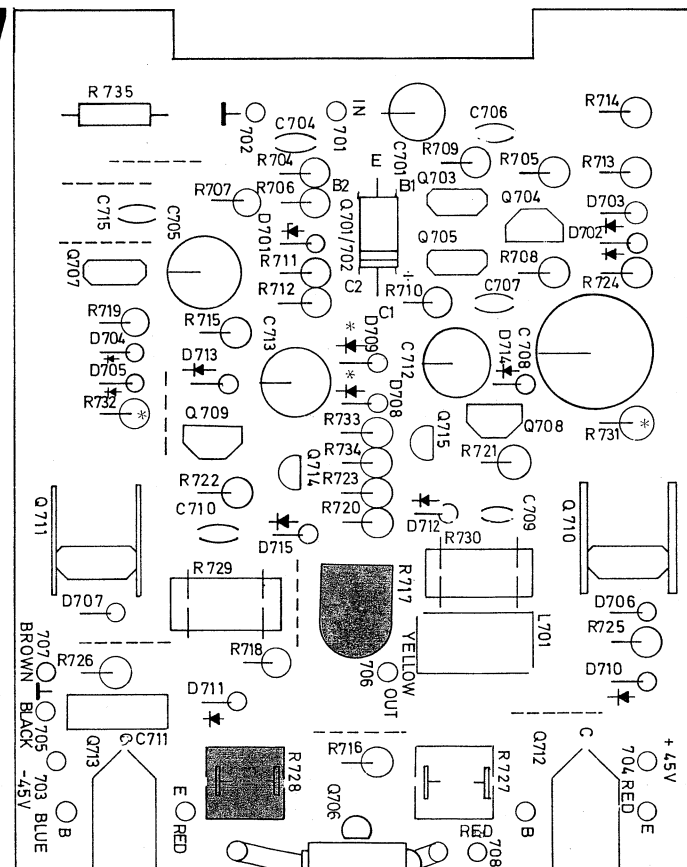 7
R 735
702
IN
701
C704
C701
C706
R714
R704
E
R709
R705
R713
B2
B1
R707
R706
Q703
Q704
D703
C715
C705
D701
Q701/702
D702
Q707
R711
Q705
R708
R724
R712
C2
÷
R710
C707
C1
R719
R715
C713
* D709
C712
D714
C708
D704
D713
D705
* D708
R732
*
Q709
R733
Q715
Q708
R731
*
R734
R721
Q714
R723
R722
Q711
C710
R720
D712
C709
Q710
D715
R730
R729
R717
D707
L701
D706
R725
707
BROWN
R718
YELLOW
R726
706
OUT
D710
D711
BLACK
705
C
C711
Q713
R716
Q712
C
+45V
R728
R727
704
RED
-45V
703
BLUE
B
E
RED
Q706
RED
708
B
E